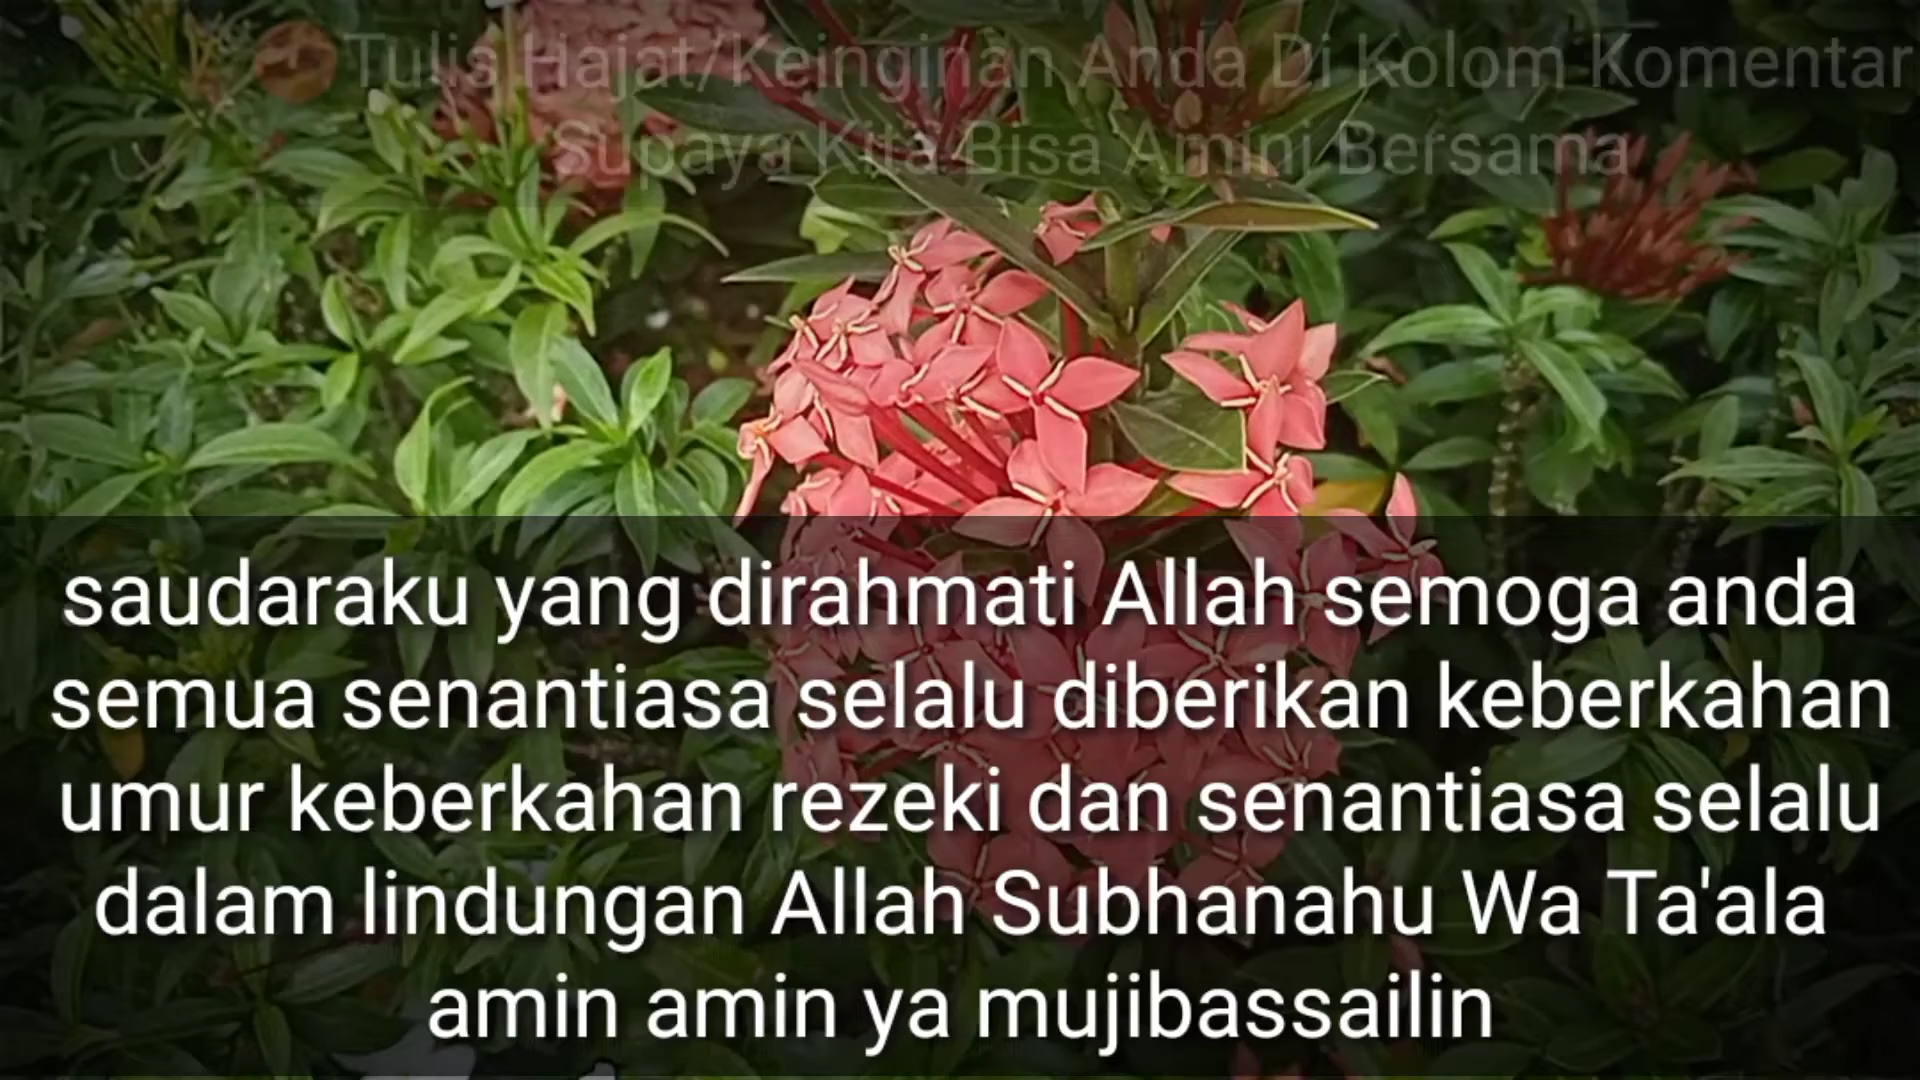 Tulis Hajat/Keinginan Anda Di Kolom Komentar
Supaya Kita Bisa Amini Bersama
saudaraku yang dirahmati Allah semoga anda
semua senantiasa selalu diberikan keberkahan
umur keberkahan rezeki dan senantiasa selalu
dalam lindungan Allah Subhanahu Wa Ta'ala
amin amin ya mujibassailin